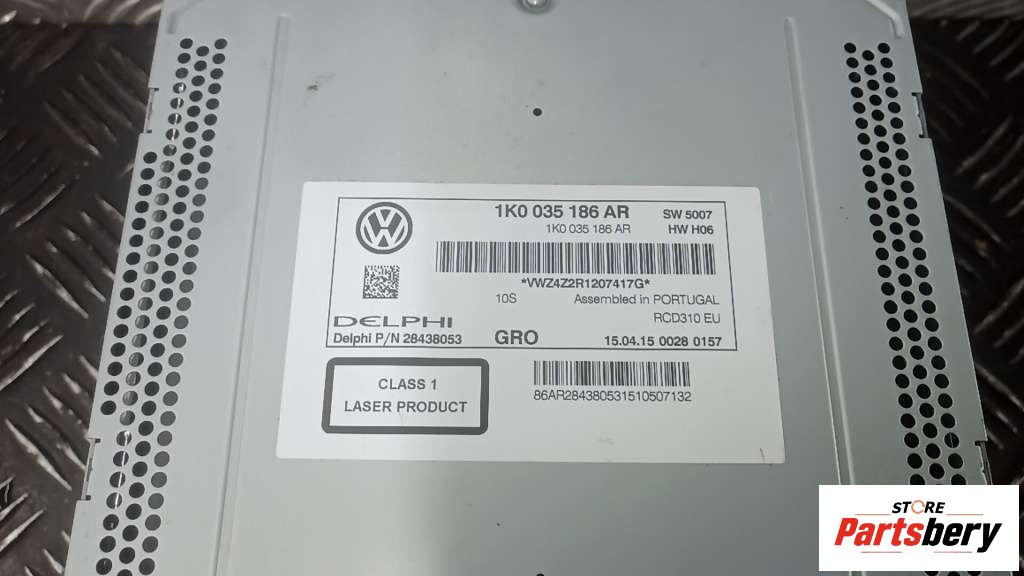 1K0 035 186 AR SW 5007
1K0 035 186 AR HW H06
*VWZ4Z2R1207417G*
10S Assembled in PORTUGAL
RCD310 EU
DELPHI
Delphi P/N 28438053 GRO 15.04.15 0028 0157
CLASS 1
LASER PRODUCT
86AR284380531510507132
STORE
Partsbery